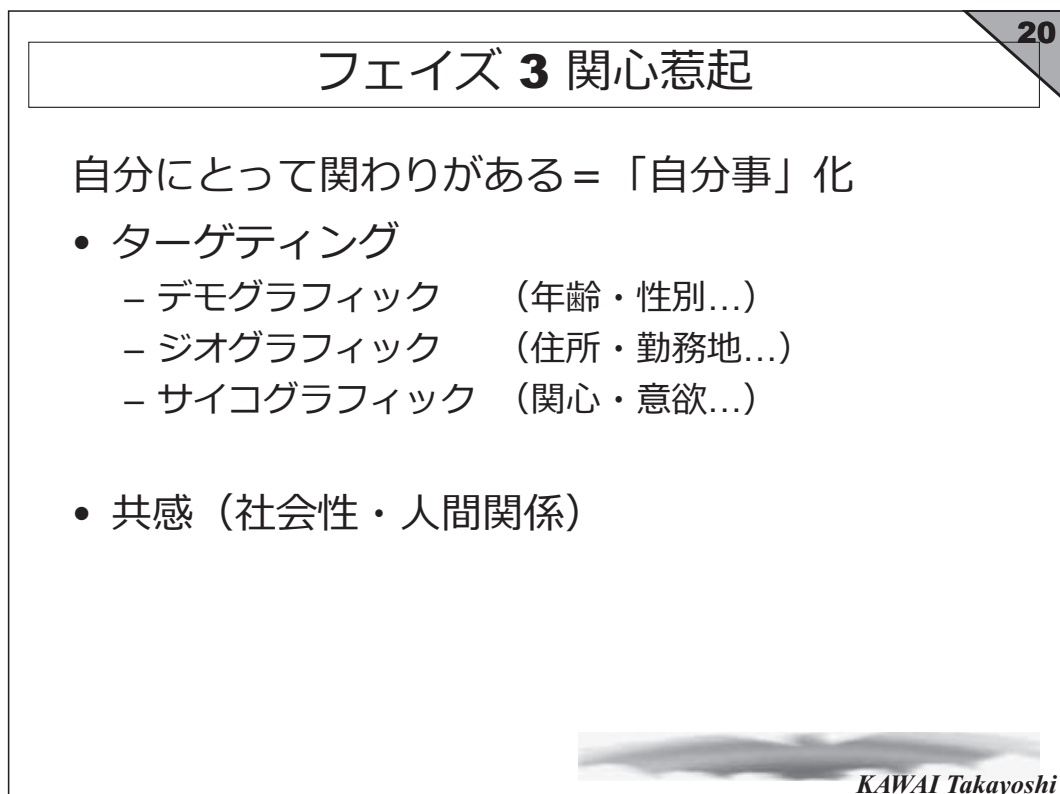 20
フェイズ 3 関心惹起
自分にとって関わりがある=「自分事」化
• ターゲティング
– デモグラフィック （年齢・性別…）
– ジオグラフィック （住所・勤務地…）
– サイコグラフィック （関心・意欲…）
• 共感（社会性・人間関係）
KAWAI Takayoshi